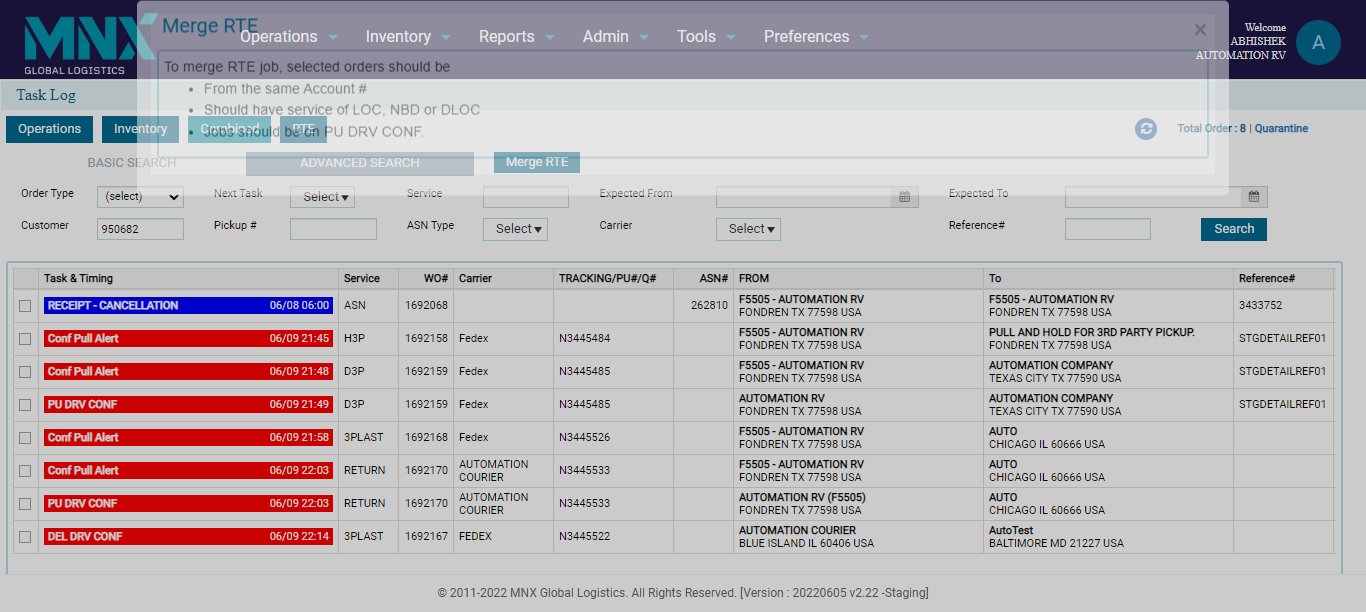 MNX
GLOBAL LOGISTICS
Merge RTE
×
Operations Inventory Reports Admin Tools Preferences
Welcome
ABHISHEK
AUTOMATION RV
A
To merge RTE job, selected orders should be
• From the same Account #
• Should have service of LOC, NBD or DLOC
• Jobs should be on PU DRV CONF.
Task Log
Operations Inventory Combined RTE
Total Order : 8 | Quarantine
BASIC SEARCH ADVANCED SEARCH Merge RTE
Order Type (select) Next Task Select Service Expected From Expected To
Customer 950682 Pickup # ASN Type Select Carrier Select Reference# Search
Task & Timing Service WO# Carrier TRACKING/PU#/Q# ASN# FROM To Reference#
RECEIPT - CANCELLATION 06/08 06:00 ASN 1692068 262810 F5505 - AUTOMATION RV F5505 - AUTOMATION RV 3433752
FONDREN TX 77598 USA FONDREN TX 77598 USA
Conf Pull Alert 06/09 21:45 H3P 1692158 Fedex N3445484 F5505 - AUTOMATION RV PULL AND HOLD FOR 3RD PARTY PICKUP. STGDETAILREF01
FONDREN TX 77598 USA FONDREN TX 77598 USA
Conf Pull Alert 06/09 21:48 D3P 1692159 Fedex N3445485 F5505 - AUTOMATION RV AUTOMATION COMPANY STGDETAILREF01
FONDREN TX 77598 USA TEXAS CITY TX 77590 USA
PU DRV CONF 06/09 21:49 D3P 1692159 Fedex N3445485 AUTOMATION RV AUTOMATION COMPANY STGDETAILREF01
FONDREN TX 77598 USA TEXAS CITY TX 77590 USA
Conf Pull Alert 06/09 21:58 3PLAST 1692168 Fedex N3445526 F5505 - AUTOMATION RV AUTO
FONDREN TX 77598 USA CHICAGO IL 60666 USA
Conf Pull Alert 06/09 22:03 RETURN 1692170 AUTOMATION COURIER N3445533 F5505 - AUTOMATION RV AUTO
FONDREN TX 77598 USA CHICAGO IL 60666 USA
PU DRV CONF 06/09 22:03 RETURN 1692170 AUTOMATION COURIER N3445533 AUTOMATION RV (F5505) AUTO
FONDREN TX 77598 USA CHICAGO IL 60666 USA
DEL DRV CONF 06/09 22:14 3PLAST 1692167 FEDEX N3445522 AUTOMATION COURIER AutoTest
BLUE ISLAND IL 60406 USA BALTIMORE MD 21227 USA
© 2011-2022 MNX Global Logistics. All Rights Reserved. [Version : 20220605 v2.22 -Staging]